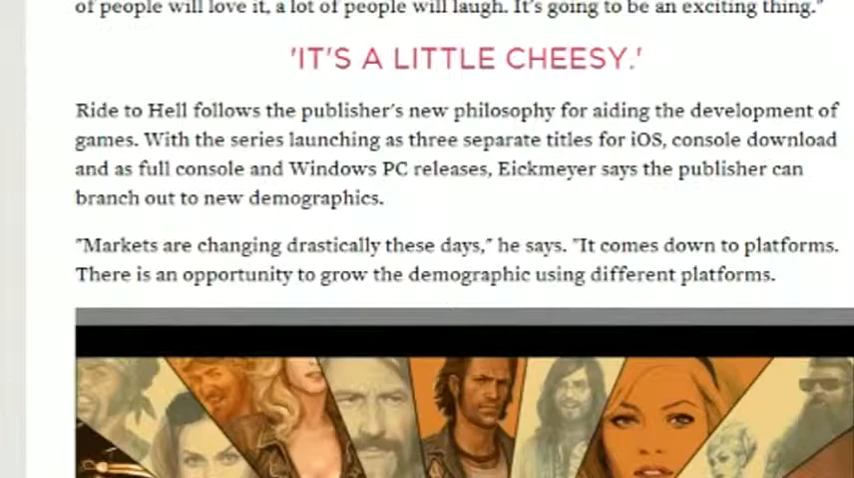 of people will love it, a lot of people will laugh. It's going to be an exciting thing."
'IT'S A LITTLE CHEESY.'
Ride to Hell follows the publisher's new philosophy for aiding the development of
games. With the series launching as three separate titles for iOS, console download
and as full console and Windows PC releases, Eickmeyer says the publisher can
branch out to new demographics.
"Markets are changing drastically these days," he says. "It comes down to platforms.
There is an opportunity to grow the demographic using different platforms.